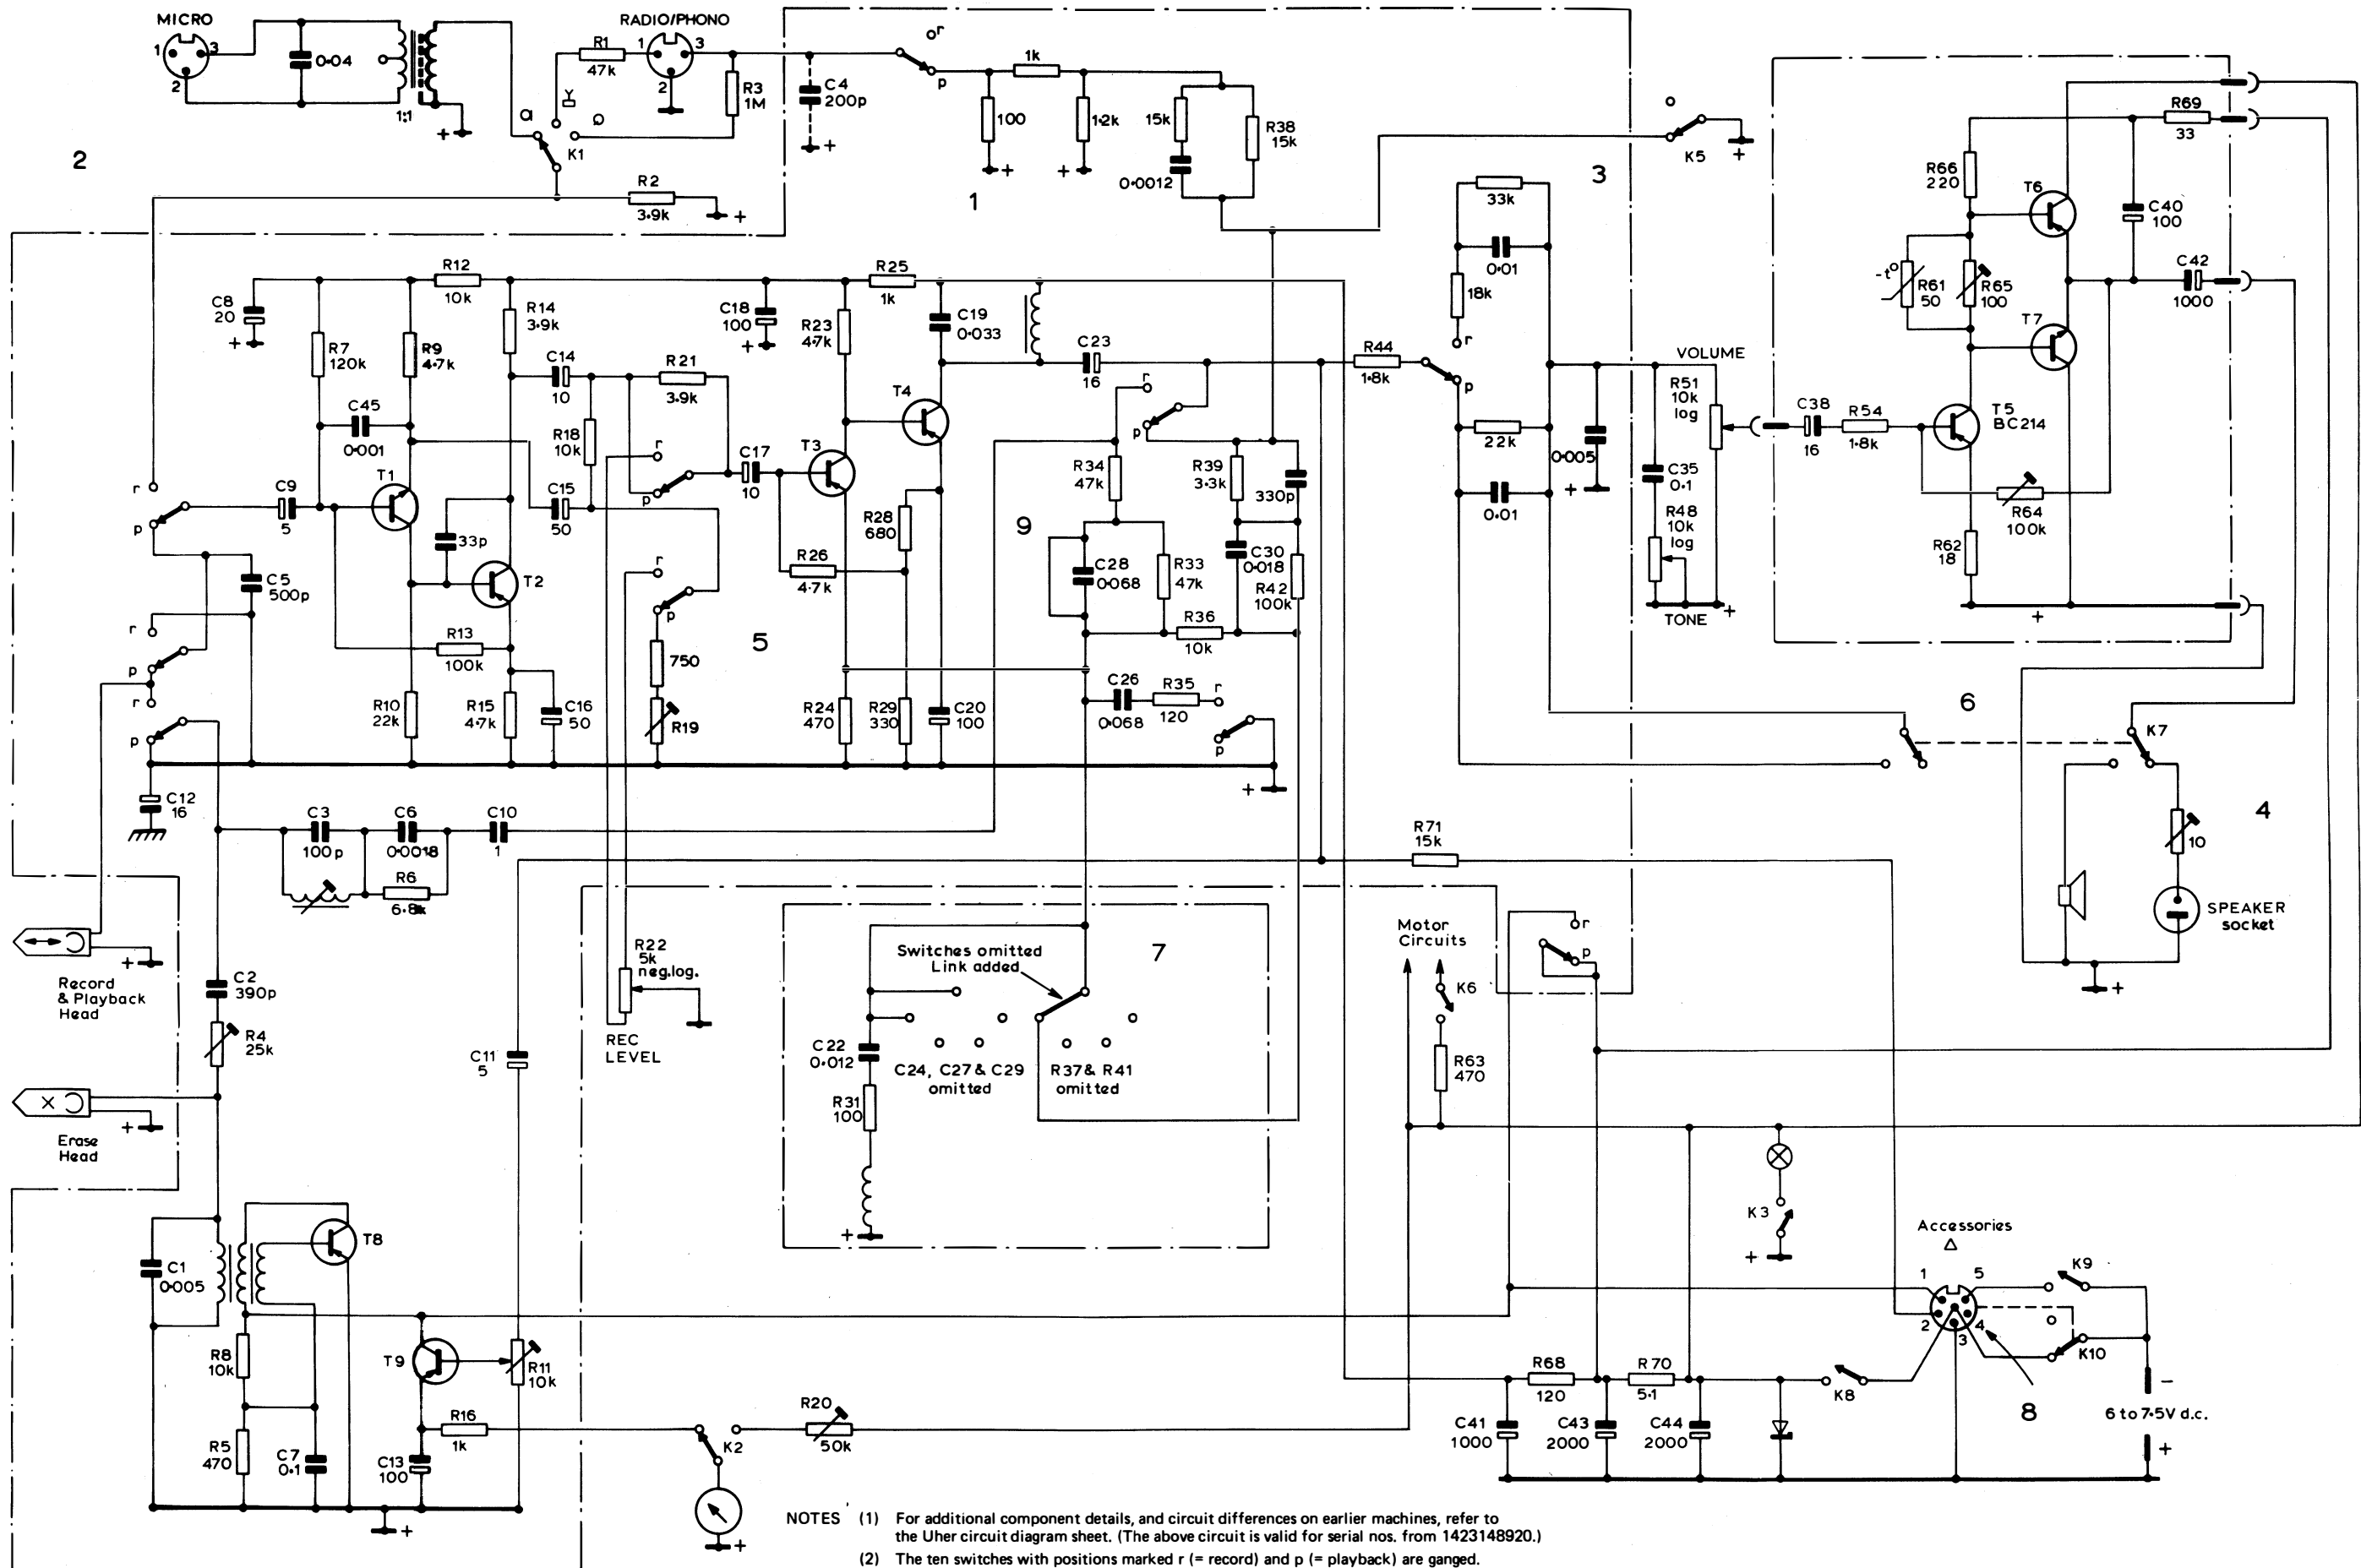 MICRO
1
3
2
0·04
1:1
+
RADIO/PHONO
R1
47k
1
3
2
R3
1M
C4
200p
+
r
p
1k
100
+
1·2k
+
15k
0·0012
R38
15k
K1
R2
3·9k
+
2
1
3
K5
+
33k
0·01
18k
r
p
R69
33
R66
220
T6
C40
100
-t°
R61
50
R65
100
C42
1000
T7
C8
20
+
R12
10k
R7
120k
R9
4·7k
R14
3·9k
C45
0·001
C14
10
R21
3·9k
R18
10k
C18
100
+
R23
4·7k
R25
1k
C19
0·033
C23
16
R44
1·8k
VOLUME
R51
10k
log
C38
16
R54
1·8k
T5
BC214
T1
C9
5
r
p
C15
50
r
p
C17
10
T3
T4
r
p
R34
47k
R39
3·3k
330p
22k
0·01
0·005
+
C35
0·1
R48
10k
log
R64
100k
R62
18
C5
500p
33p
T2
r
p
R26
4·7k
R28
680
9
C28
0·068
R33
47k
C30
0·018
R42
100k
TONE
+
+
r
p
R13
100k
750
5
R36
10k
r
p
R10
22k
R15
4·7k
C16
50
R19
R24
470
R29
330
C20
100
C26
0·068
R35
120
r
p
6
K7
+
C12
16
C3
100p
C6
0·0018
C10
1
R6
6·8k
R71
15k
4
10
SPEAKER
socket
+
+
Record
& Playback
Head
C2
390p
R4
25k
R22
5k
neg.log.
REC
LEVEL
C11
5
Switches omitted
Link added
7
C22
0·012
C24, C27 & C29
omitted
R37& R41
omitted
R31
100
+
Motor
Circuits
r
p
K6
R63
470
+
Erase
Head
K3
+
Accessories
1
5
2
3
4
K9
K10
8
C1
0·005
T8
R8
10k
T9
R11
10k
R5
470
C7
0·1
C13
100
R16
1k
K2
R20
50k
+
+
R68
120
R70
5·1
K8
C41
1000
C43
2000
C44
2000
-
6 to 7·5V d.c.
+
NOTES (1) For additional component details, and circuit differences on earlier machines, refer to
the Uher circuit diagram sheet. (The above circuit is valid for serial nos. from 1423148920.)
(2) The ten switches with positions marked r (= record) and p (= playback) are ganged.